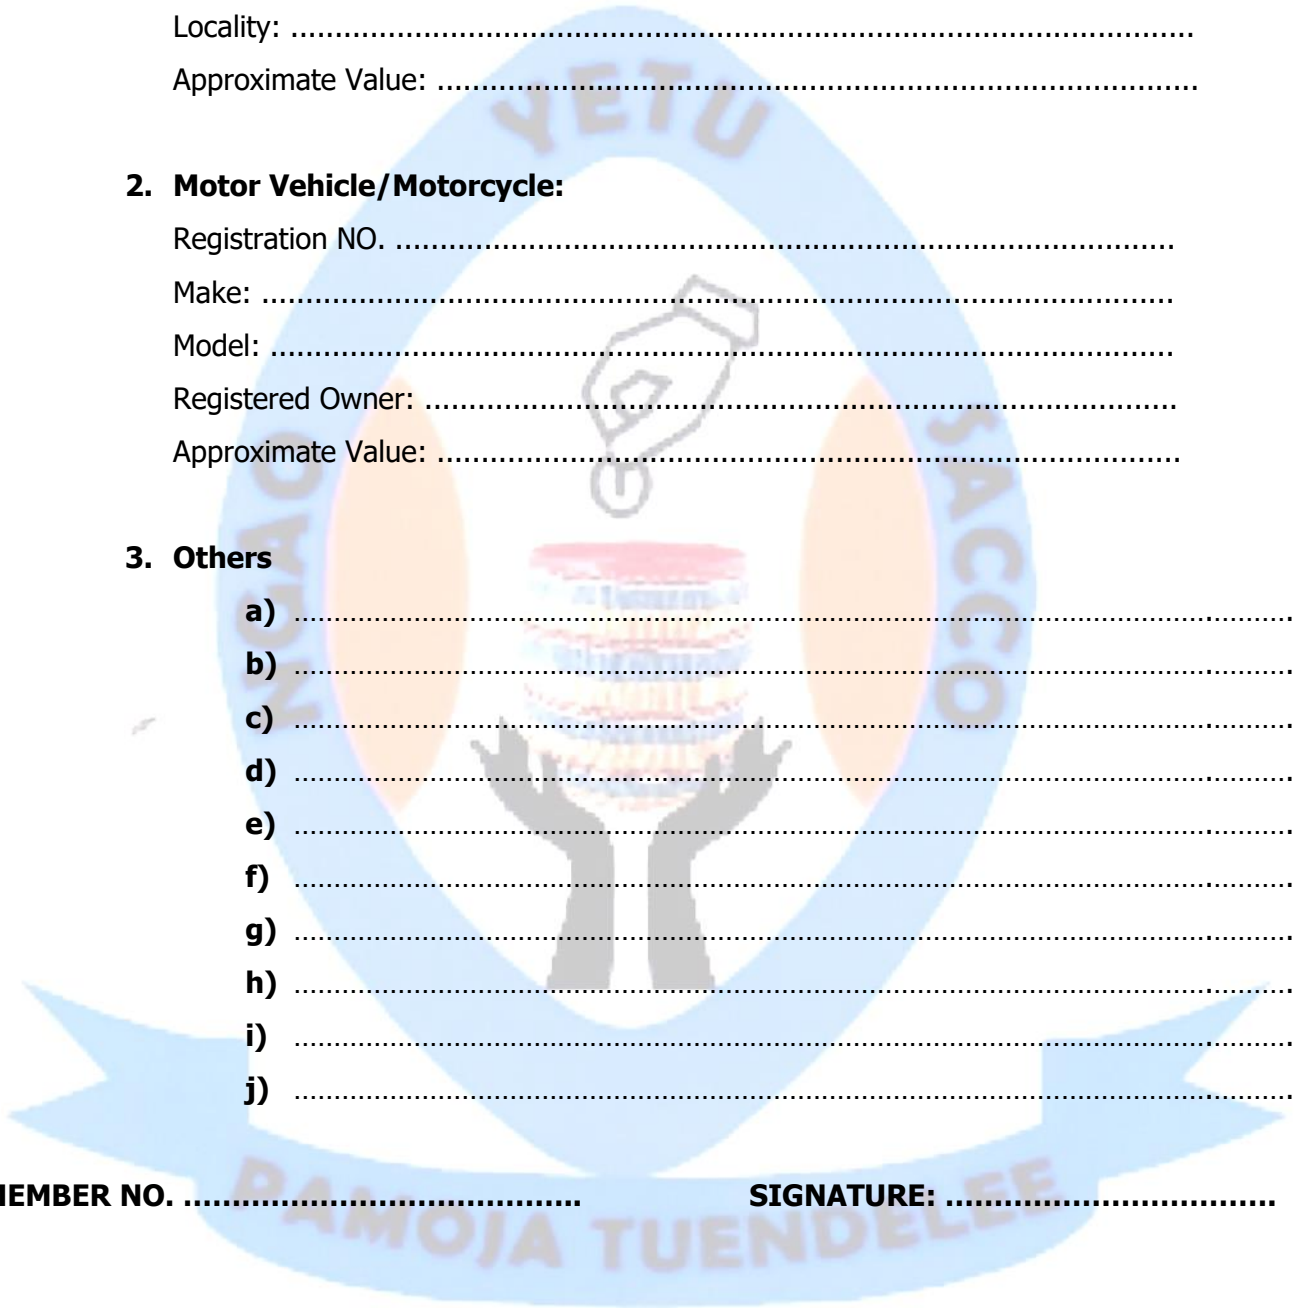 Locality: ........................................................................................................
Approximate Value: ........................................................................................
YETU
2. Motor Vehicle/Motorcycle:
Registration NO. ..........................................................................................
Make: .........................................................................................................
Model: ........................................................................................................
Registered Owner: ......................................................................................
Approximate Value: .....................................................................................
NGAO
SACCO
3. Others
a) ..............................................................................................................
b) ..............................................................................................................
c) ..............................................................................................................
d) ..............................................................................................................
e) ..............................................................................................................
f) ..............................................................................................................
g) ..............................................................................................................
h) ..............................................................................................................
i) ..............................................................................................................
j) ..............................................................................................................
MEMBER NO. ............................................. SIGNATURE: ....................................
PAMOJA TUENDELEE